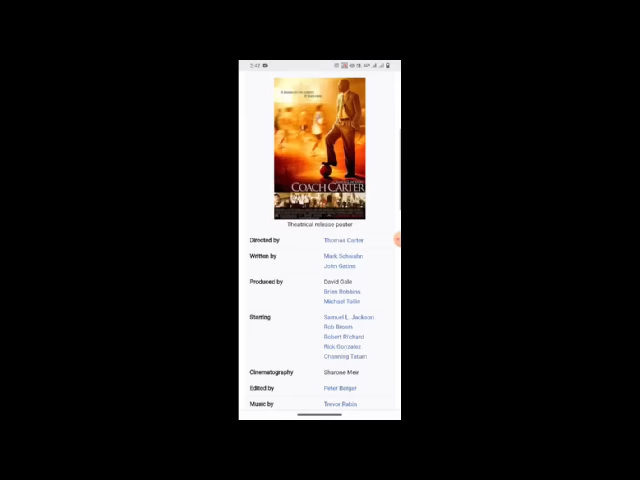 COACH CARTER
Theatrical release poster
Directed by Thomas Carter
Written by Mark Schwahn
John Gatins
Produced by David Gale
Brian Robbins
Michael Tollin
Starring Samuel L. Jackson
Rob Brown
Robert Ri'chard
Rick Gonzalez
Channing Tatum
Cinematography Sharone Meir
Edited by Peter Berger
Music by Trevor Rabin